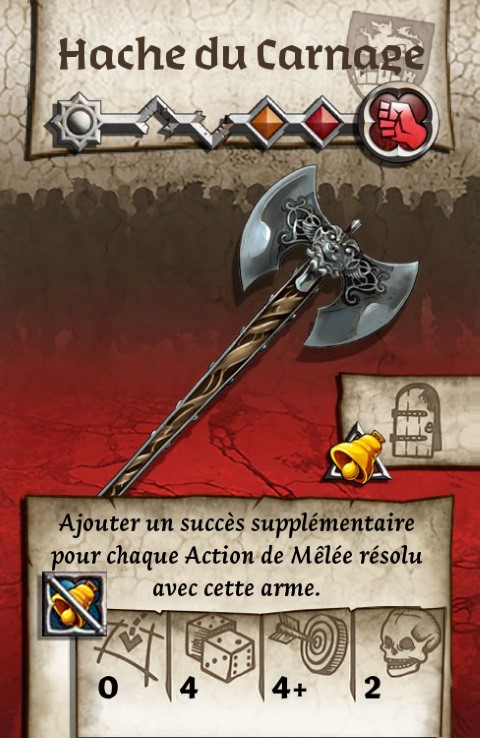 Hache du Carnage
Ajouter un succès supplémentaire
pour chaque Action de Mêlée résolu
avec cette arme.
0 4 4+ 2